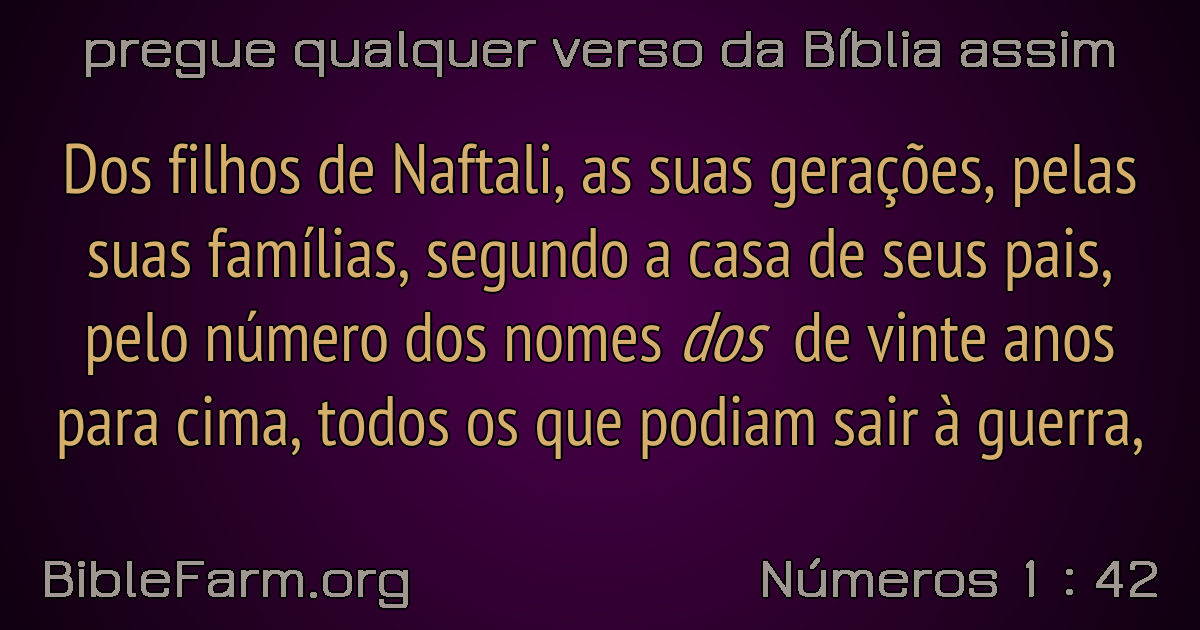 pregue qualquer verso da Bíblia assim
Dos filhos de Naftali, as suas gerações, pelas
suas famílias, segundo a casa de seus pais,
pelo número dos nomes dos de vinte anos
para cima, todos os que podiam sair à guerra,
BibleFarm.org
Números 1 : 42